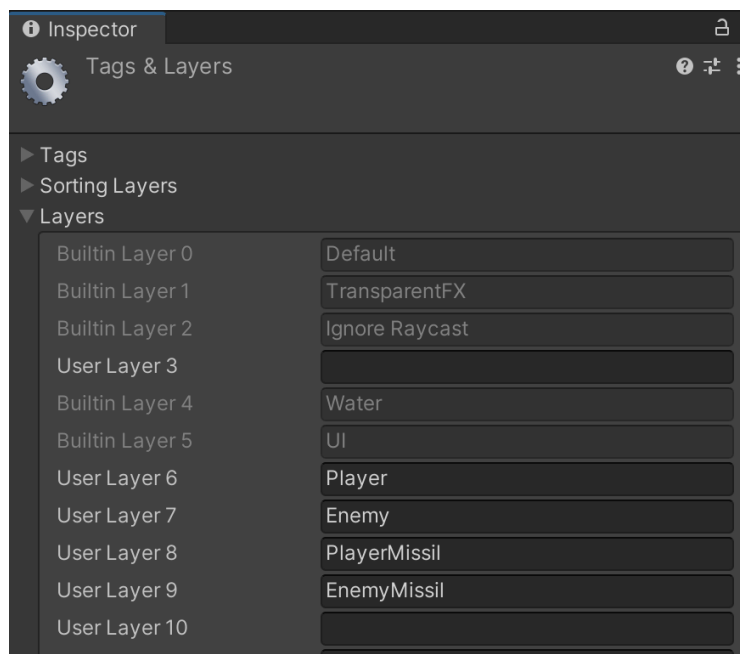 Inspector
Tags & Layers
Tags
Sorting Layers
Layers
Builtin Layer 0 Default
Builtin Layer 1 TransparentFX
Builtin Layer 2 Ignore Raycast
User Layer 3
Builtin Layer 4 Water
Builtin Layer 5 UI
User Layer 6 Player
User Layer 7 Enemy
User Layer 8 PlayerMissil
User Layer 9 EnemyMissil
User Layer 10